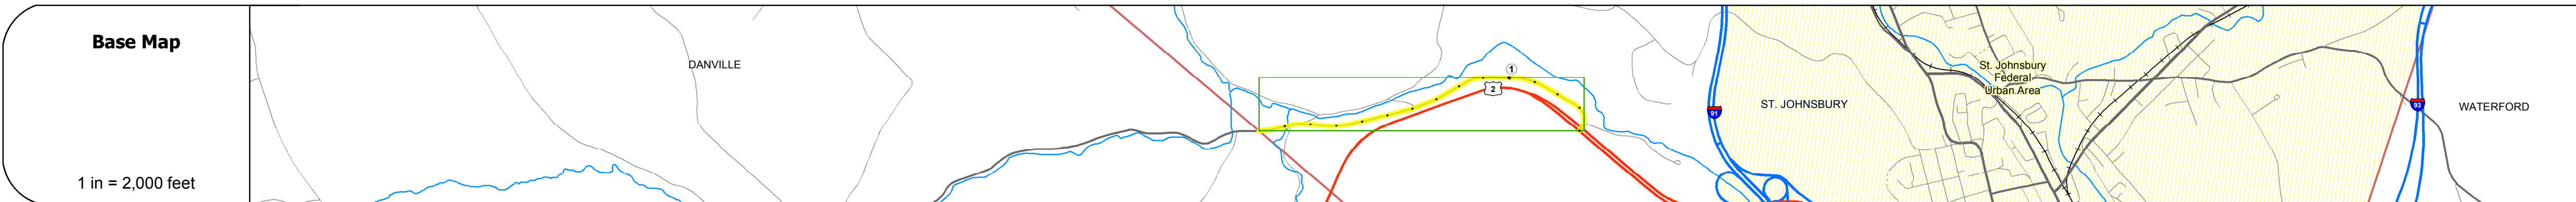 Base Map
1 in = 2,000 feet
DANVILLE
1
2
91
ST. JOHNSBURY
St. Johnsbury
Federal
Urban Area
93
WATERFORD